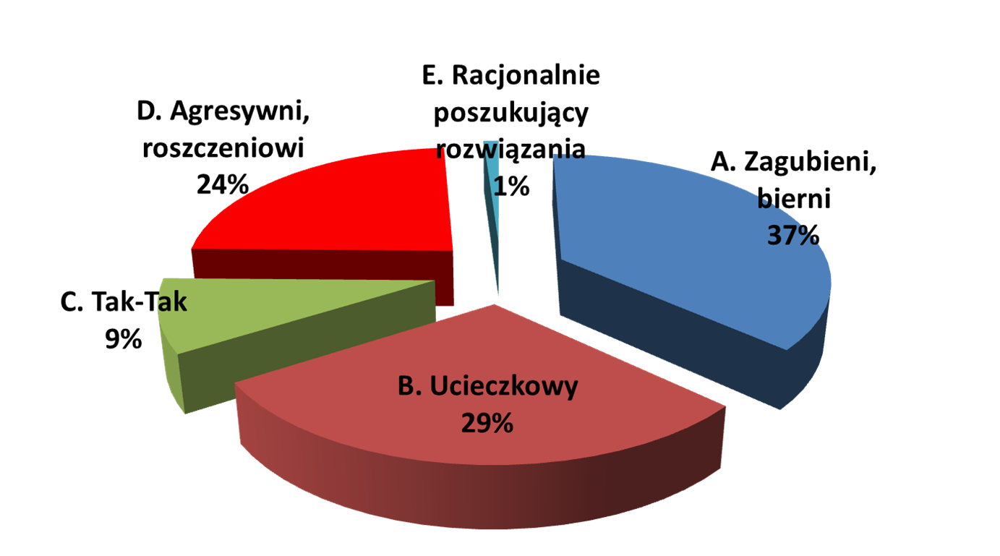 E. Racjonalnie
poszukujący
rozwiązania
1%
D. Agresywni,
roszczeniowi
24%
A. Zagubieni,
bierni
37%
C. Tak-Tak
9%
B. Ucieczkowy
29%